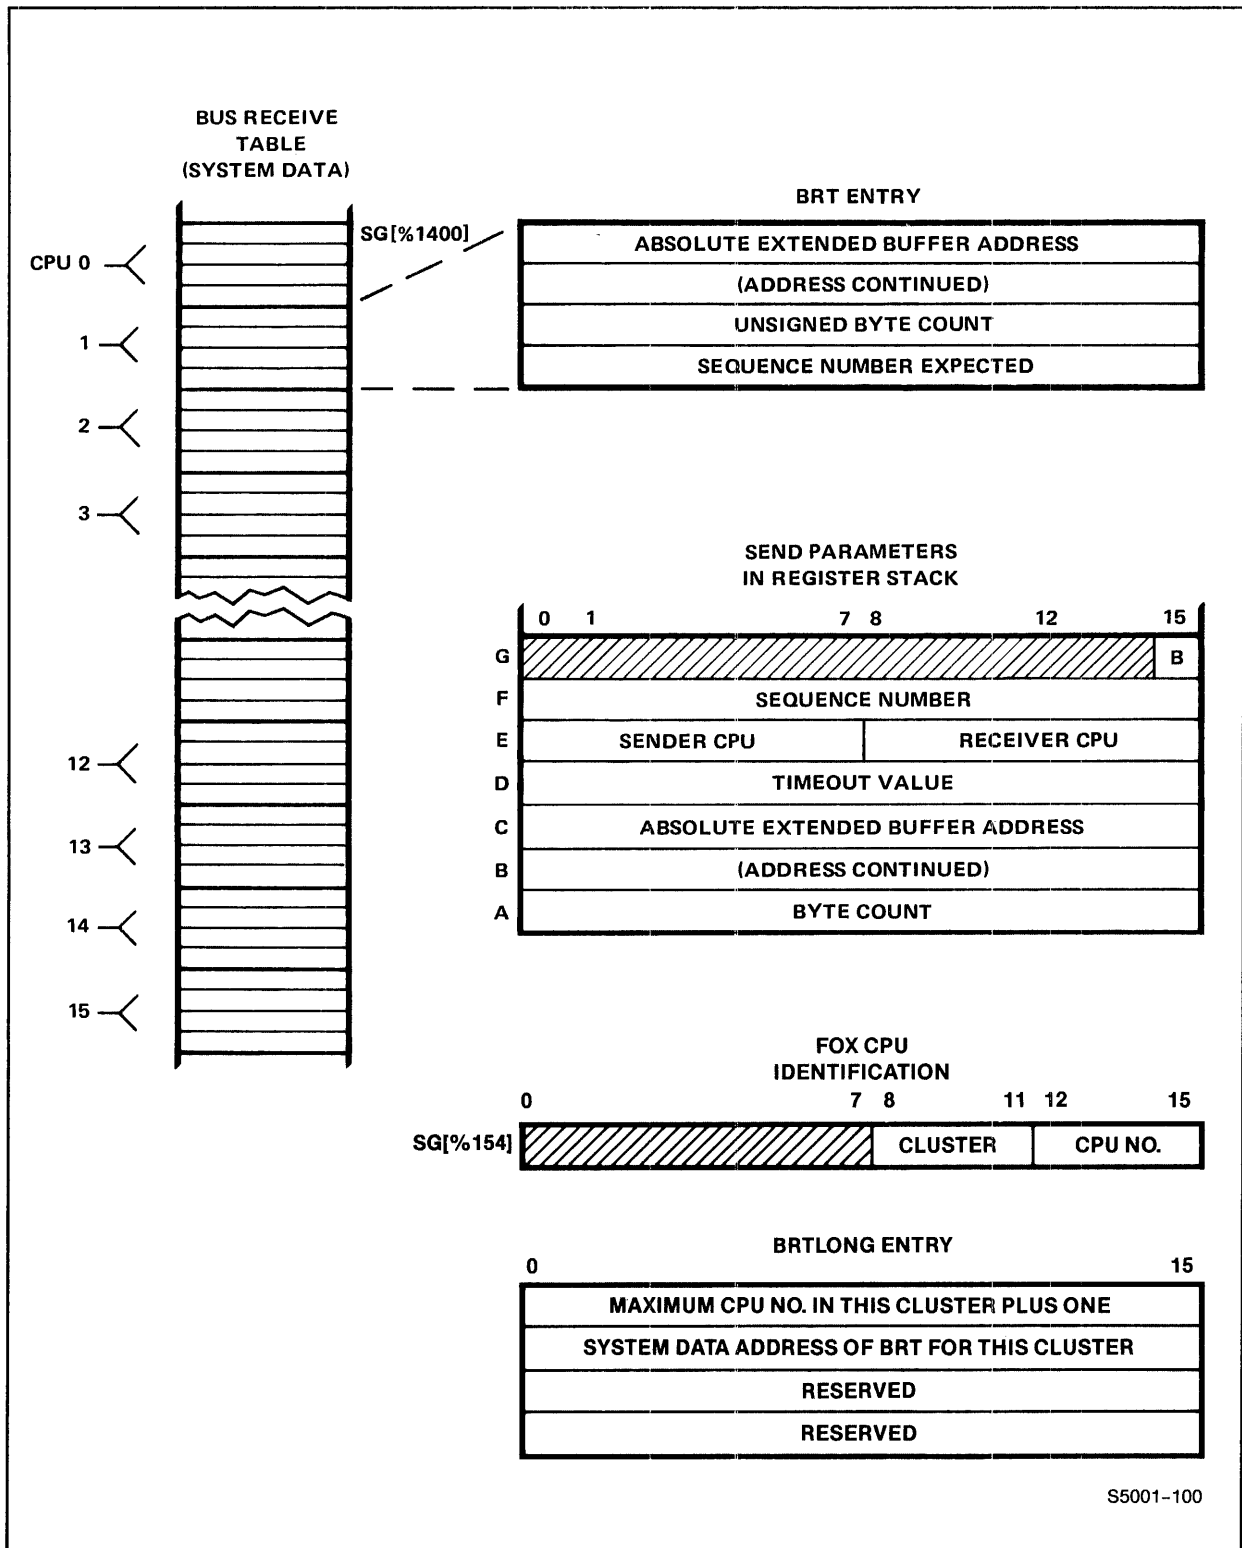 BUS RECEIVE
TABLE
(SYSTEM DATA)
SG[%1400]
CPU 0
1
2
3
12
13
14
15
BRT ENTRY
ABSOLUTE EXTENDED BUFFER ADDRESS
(ADDRESS CONTINUED)
UNSIGNED BYTE COUNT
SEQUENCE NUMBER EXPECTED
SEND PARAMETERS
IN REGISTER STACK
0 1 7 8 12 15
G B
F SEQUENCE NUMBER
E SENDER CPU RECEIVER CPU
D TIMEOUT VALUE
C ABSOLUTE EXTENDED BUFFER ADDRESS
B (ADDRESS CONTINUED)
A BYTE COUNT
FOX CPU
IDENTIFICATION
0 7 8 11 12 15
SG[%154] CLUSTER CPU NO.
BRTLONG ENTRY
0 15
MAXIMUM CPU NO. IN THIS CLUSTER PLUS ONE
SYSTEM DATA ADDRESS OF BRT FOR THIS CLUSTER
RESERVED
RESERVED
S5001-100